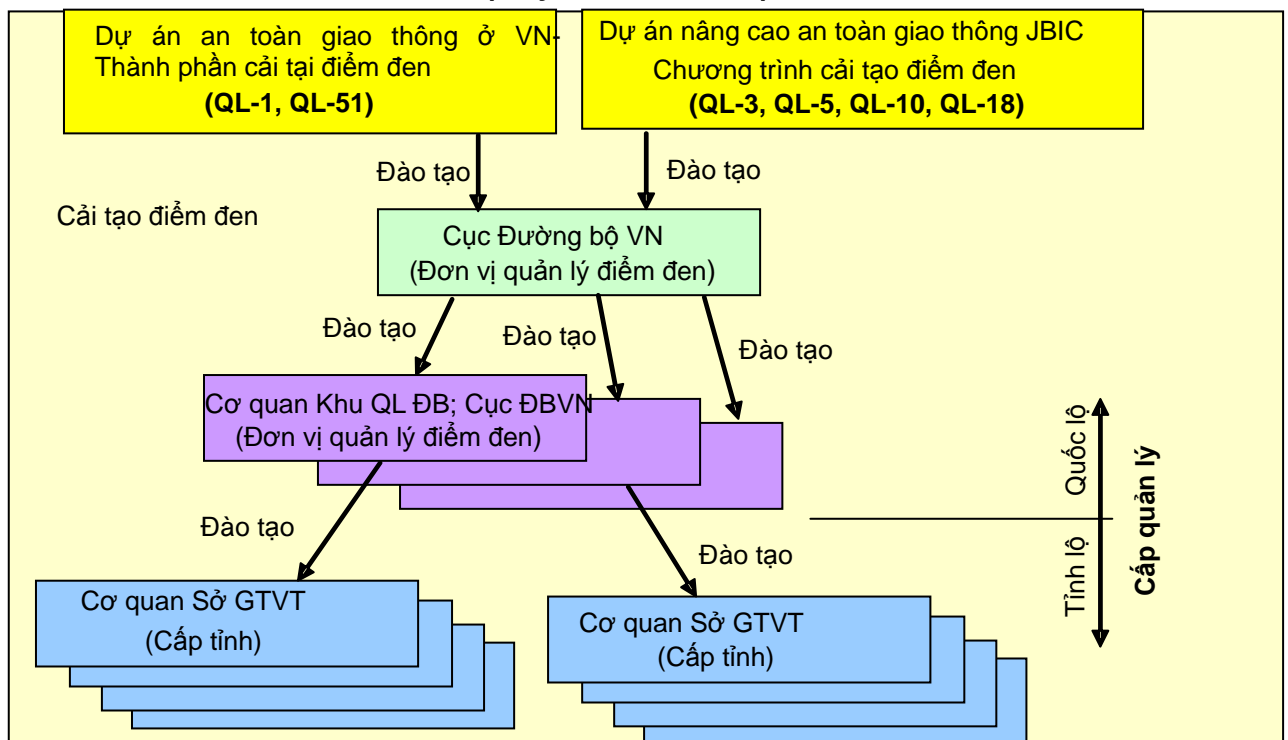 Dự án an toàn giao thông ở VN-
Thành phần cải tại điểm đen
(QL-1, QL-51)
Dự án nâng cao an toàn giao thông JBIC
Chương trình cải tạo điểm đen
(QL-3, QL-5, QL-10, QL-18)
Đào tạo
Đào tạo
Cải tạo điểm đen
Cục Đường bộ VN
(Đơn vị quản lý điểm đen)
Đào tạo
Đào tạo
Đào tạo
Cơ quan Khu QL ĐB; Cục ĐBVN
(Đơn vị quản lý điểm đen)
Quốc lộ
Tỉnh lộ
Cấp quản lý
Đào tạo
Đào tạo
Cơ quan Sở GTVT
(Cấp tỉnh)
Cơ quan Sở GTVT
(Cấp tỉnh)